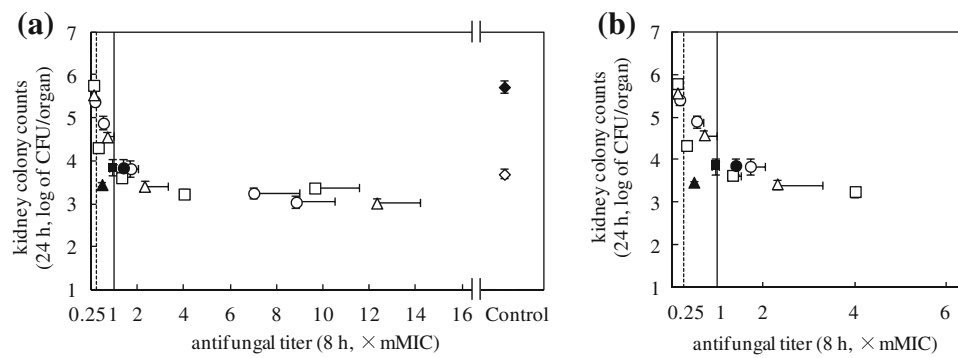 (a)
kidney colony counts
(24 h, log of CFU/organ)
7
6
5
4
3
2
1
0.25 1 2 4 6 8 10 12 14 16 Control
antifungal titer (8 h, × mMIC)
(b)
kidney colony counts
(24 h, log of CFU/organ)
7
6
5
4
3
2
1
0.25 1 2 4 6
antifungal titer (8 h, × mMIC)